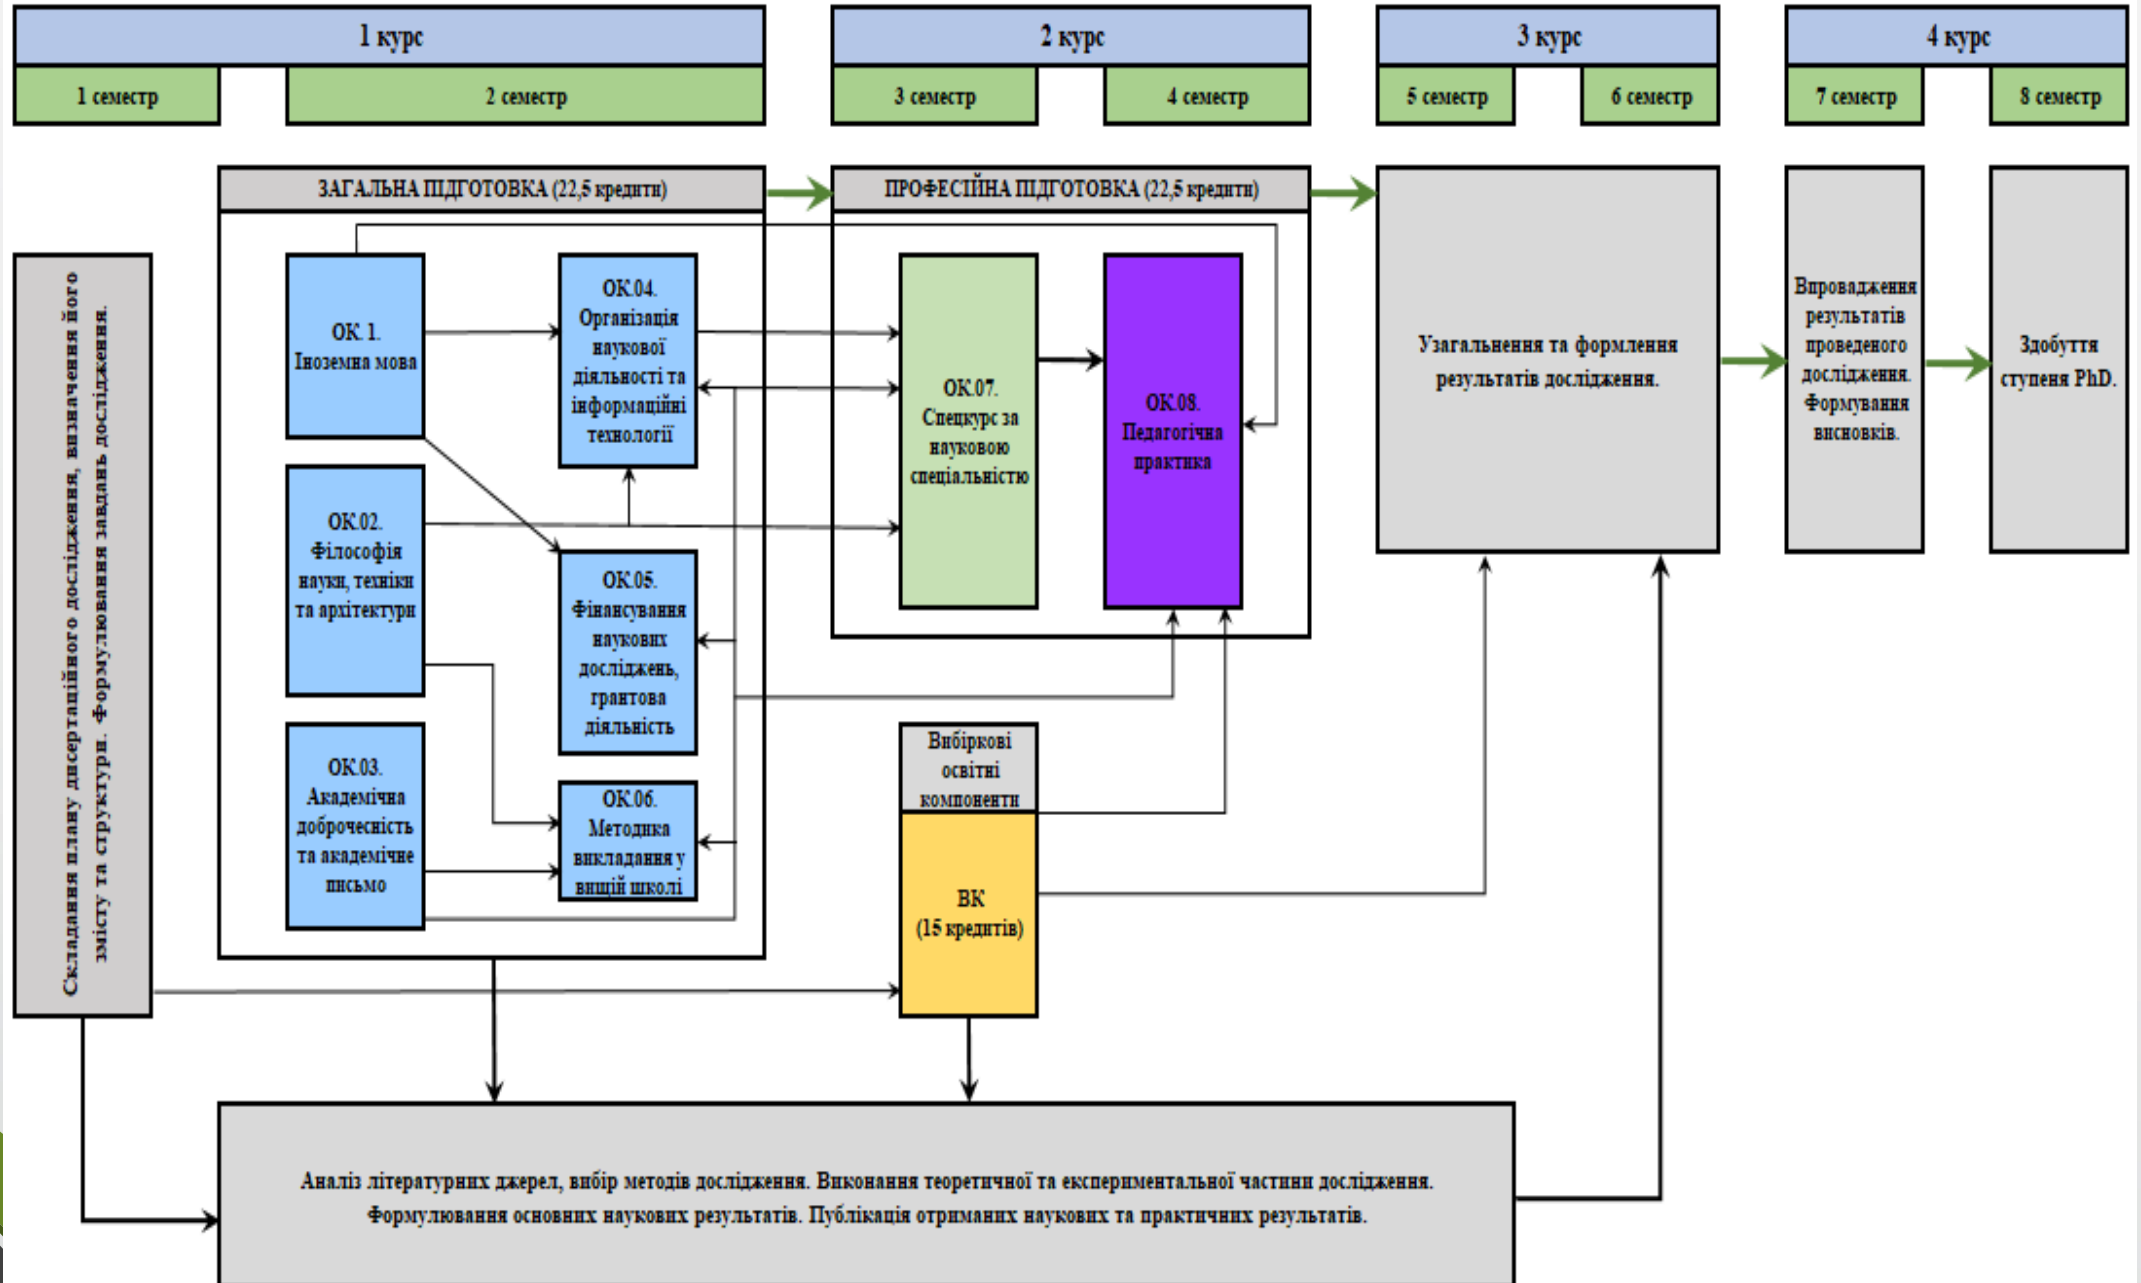 1 курс
2 курс
3 курс
4 курс
1 семестр
2 семестр
3 семестр
4 семестр
5 семестр
6 семестр
7 семестр
8 семестр
ЗАГАЛЬНА ПІДГОТОВКА (22,5 кредити)
ПРОФЕСІЙНА ПІДГОТОВКА (22,5 кредити)
Складання плану дисертаційного дослідження, визначення його
змісту та структури. Формулювання завдань дослідження.
ОК. 1.
Іноземна мова
ОК.02.
Філософія
науки, техніки
та архітектури
ОК.03.
Академічна
доброчесність
та академічне
письмо
ОК.04.
Організація
наукової
діяльності та
інформаційні
технології
ОК.05.
Фінансування
наукових
досліджень,
грантова
діяльність
ОК.06.
Методика
викладання у
вищій школі
ОК.07.
Спецкурс за
науковою
спеціальністю
ОК.08.
Педагогічна
практика
Вибіркові
освітні
компоненти
ВК
(15 кредитів)
Узагальнення та формлення
результатів дослідження.
Впровадження
результатів
проведеного
дослідження.
Формування
висновків.
Здобуття
ступеня PhD.
Аналіз літературних джерел, вибір методів дослідження. Виконання теоретичної та експериментальної частини дослідження.
Формулювання основних наукових результатів. Публікація отриманих наукових та практичних результатів.